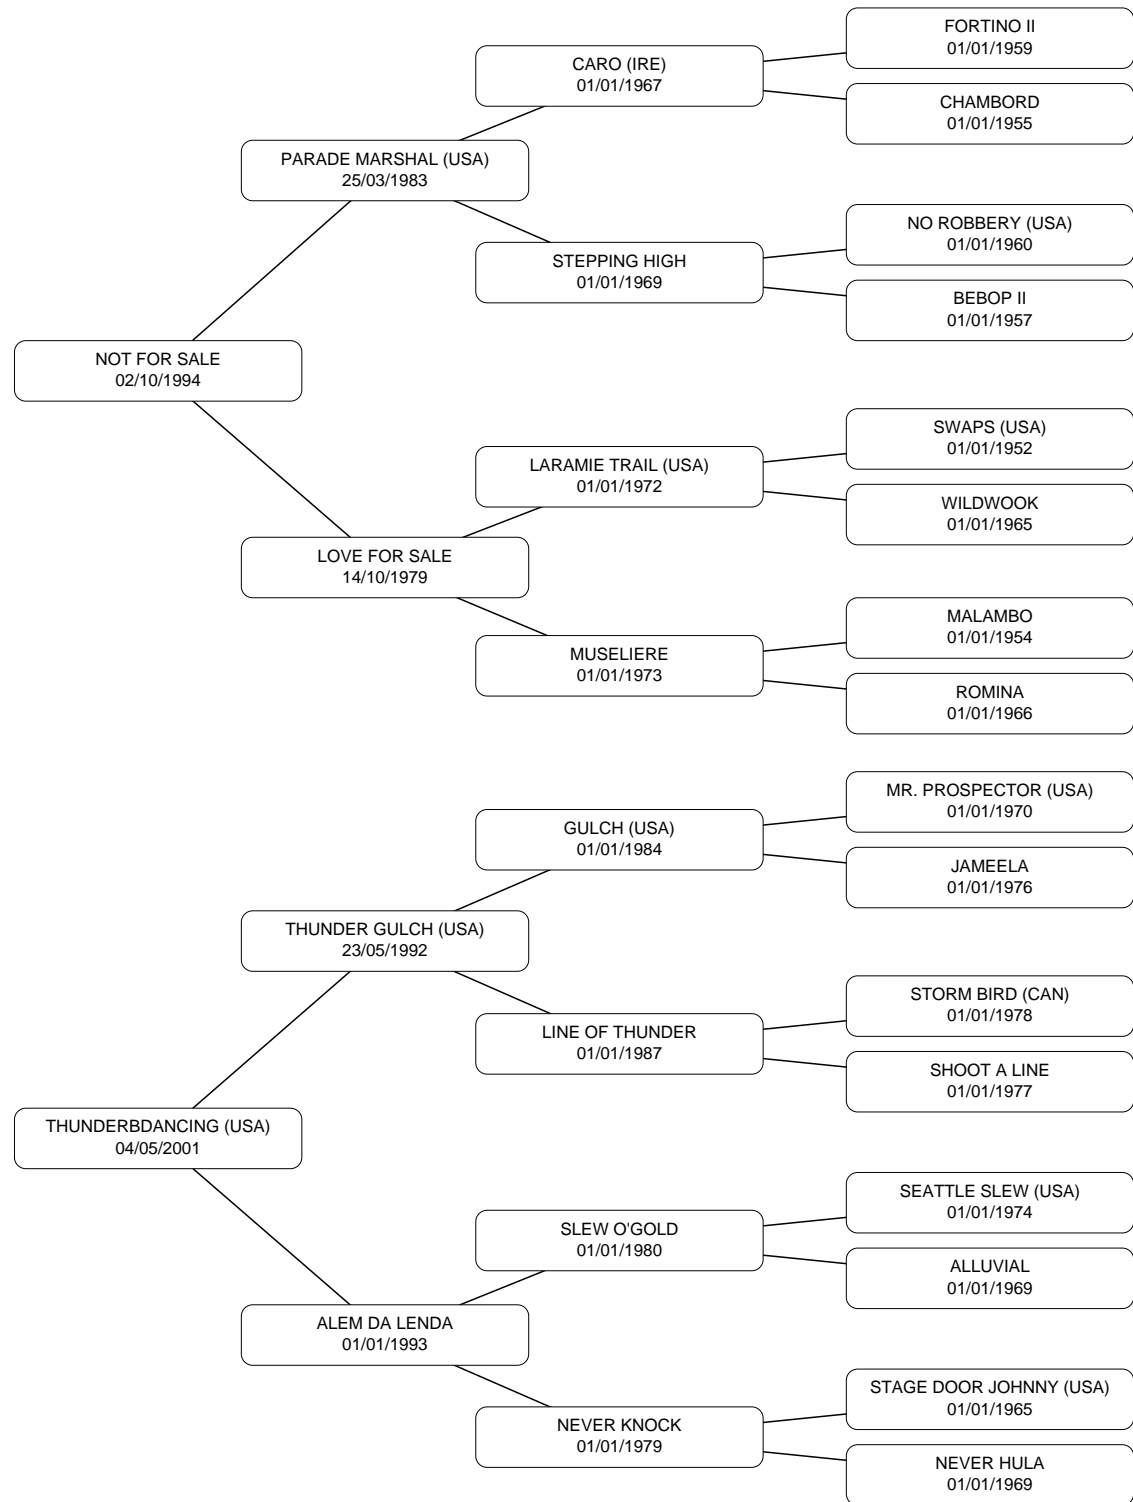 FORTINO II
01/01/1959
CARO (IRE)
01/01/1967
CHAMBORD
01/01/1955
PARADE MARSHAL (USA)
25/03/1983
NO ROBBERY (USA)
01/01/1960
STEPPING HIGH
01/01/1969
BEBOP II
01/01/1957
NOT FOR SALE
02/10/1994
SWAPS (USA)
01/01/1952
LARAMIE TRAIL (USA)
01/01/1972
WILDWOOK
01/01/1965
LOVE FOR SALE
14/10/1979
MALAMBO
01/01/1954
MUSELIERE
01/01/1973
ROMINA
01/01/1966
MR. PROSPECTOR (USA)
01/01/1970
GULCH (USA)
01/01/1984
JAMEELA
01/01/1976
THUNDER GULCH (USA)
23/05/1992
STORM BIRD (CAN)
01/01/1978
LINE OF THUNDER
01/01/1987
SHOOT A LINE
01/01/1977
THUNDERBDANCING (USA)
04/05/2001
SEATTLE SLEW (USA)
01/01/1974
SLEW O'GOLD
01/01/1980
ALLUVIAL
01/01/1969
ALEM DA LENDA
01/01/1993
STAGE DOOR JOHNNY (USA)
01/01/1965
NEVER KNOCK
01/01/1979
NEVER HULA
01/01/1969